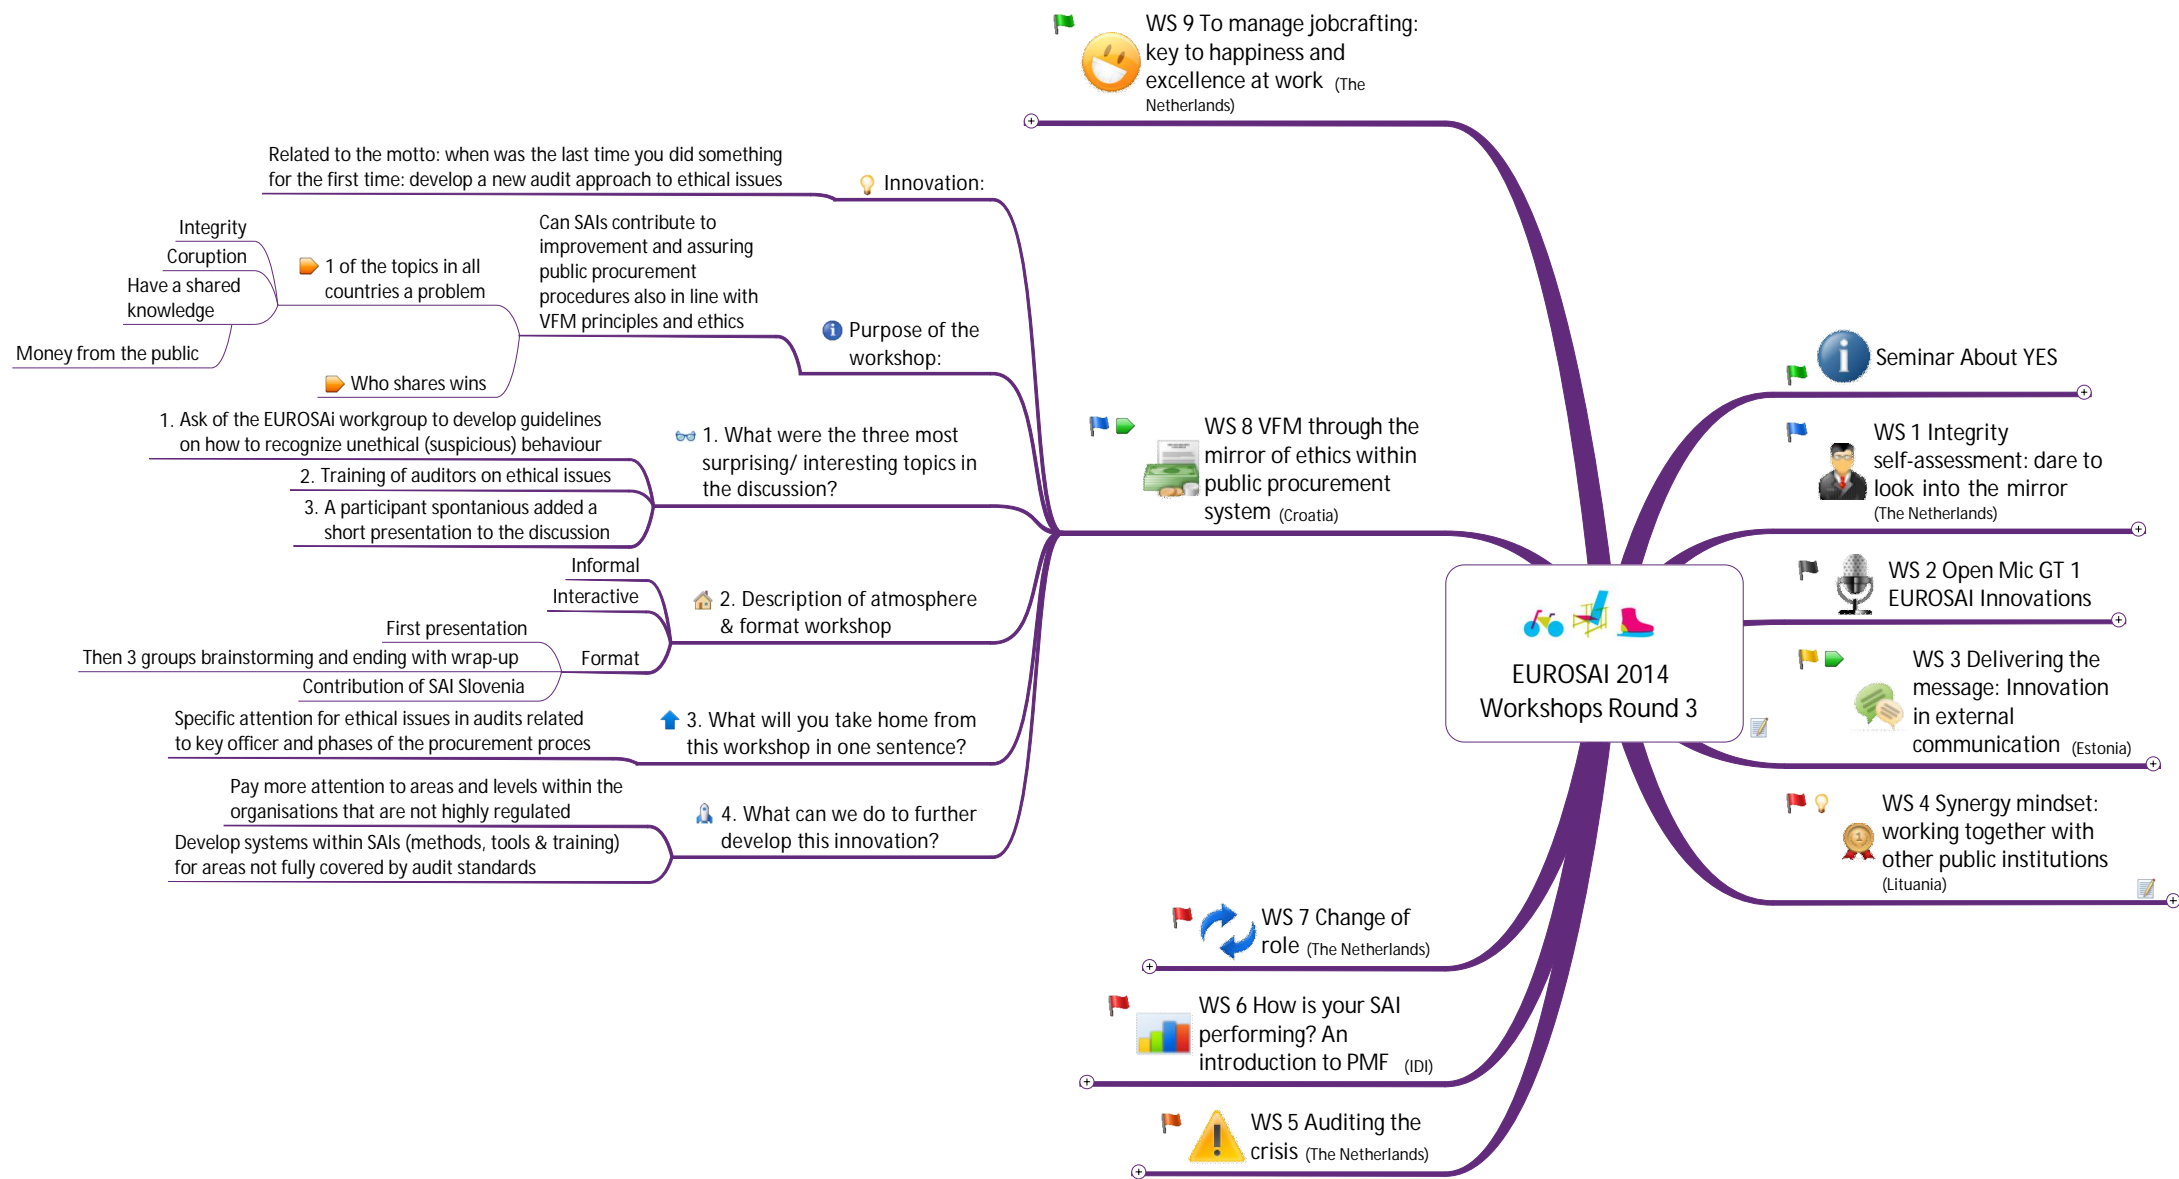 WS 9 To manage jobcrafting:
key to happiness and
excellence at work (The
Netherlands)
Related to the motto: when was the last time you did something
for the first time: develop a new audit approach to ethical issues
Innovation:
Integrity
Coruption
Have a shared
knowledge
Money from the public
1 of the topics in all
countries a problem
Who shares wins
Can SAIs contribute to
improvement and assuring
public procurement
procedures also in line with
VFM principles and ethics
Purpose of the
workshop:
1. Ask of the EUROSAi workgroup to develop guidelines
on how to recognize unethical (suspicious) behaviour
2. Training of auditors on ethical issues
3. A participant spontanious added a
short presentation to the discussion
1. What were the three most
surprising/ interesting topics in
the discussion?
Informal
Interactive
First presentation
Then 3 groups brainstorming and ending with wrap-up
Contribution of SAI Slovenia
Format
2. Description of atmosphere
& format workshop
Specific attention for ethical issues in audits related
to key officer and phases of the procurement proces
3. What will you take home from
this workshop in one sentence?
Pay more attention to areas and levels within the
organisations that are not highly regulated
Develop systems within SAIs (methods, tools & training)
for areas not fully covered by audit standards
4. What can we do to further
develop this innovation?
WS 8 VFM through the
mirror of ethics within
public procurement
system (Croatia)
WS 7 Change of
role (The Netherlands)
WS 6 How is your SAI
performing? An
introduction to PMF (IDI)
WS 5 Auditing the
crisis (The Netherlands)
EUROSAI 2014
Workshops Round 3
Seminar About YES
WS 1 Integrity
self-assessment: dare to
look into the mirror
(The Netherlands)
WS 2 Open Mic GT 1
EUROSAI Innovations
WS 3 Delivering the
message: Innovation
in external
communication (Estonia)
WS 4 Synergy mindset:
working together with
other public institutions
(Lituania)